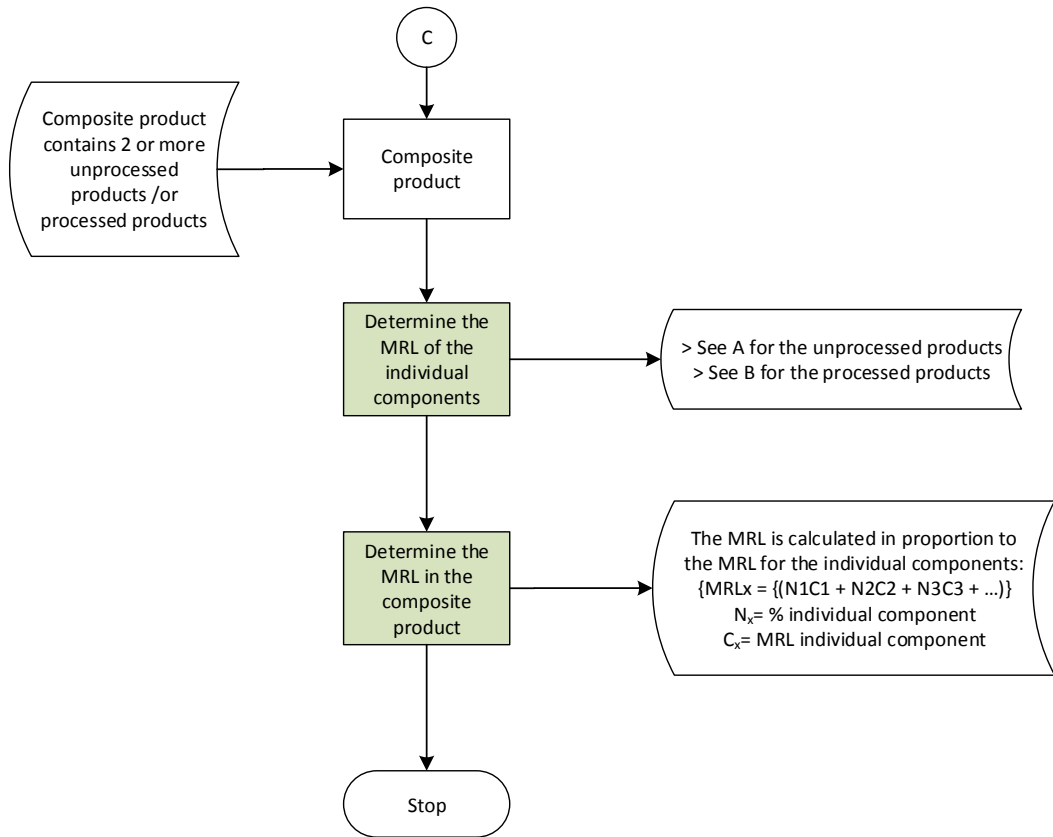 C
Composite product
contains 2 or more
unprocessed
products /or
processed products
Composite
product
Determine the
MRL of the
individual
components
> See A for the unprocessed products
> See B for the processed products
Determine the
MRL in the
composite
product
The MRL is calculated in proportion to
the MRL for the individual components:
{MRLx = {(N1C1 + N2C2 + N3C3 + …)}
Nₓ= % individual component
Cₓ= MRL individual component
Stop